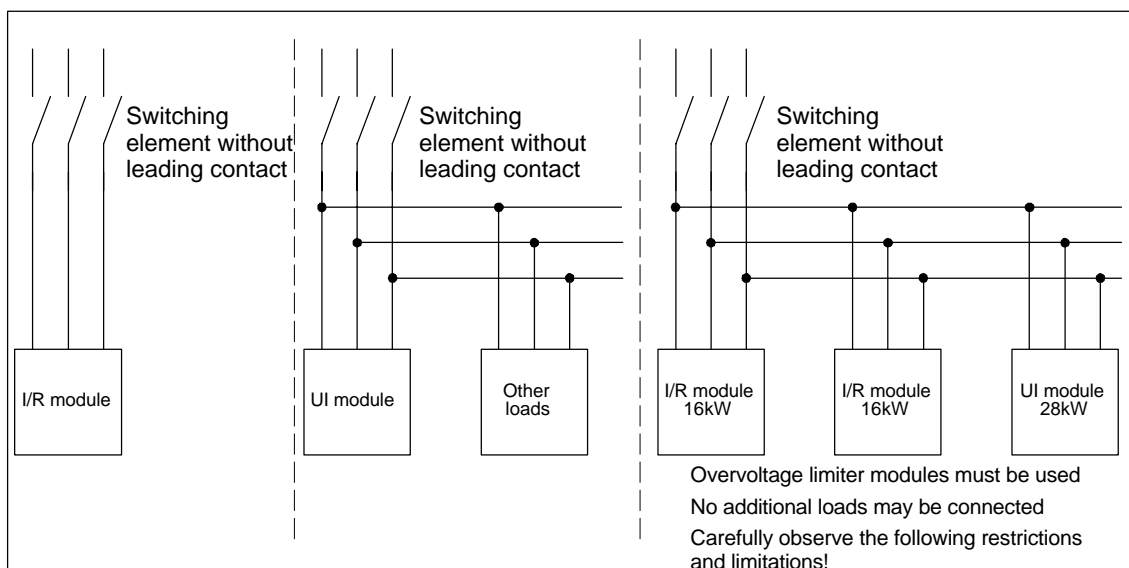 Switching
element without
leading contact
I/R module
Switching
element without
leading contact
UI module
Other
loads
Switching
element without
leading contact
I/R module
16kW
I/R module
16kW
UI module
28kW
Overvoltage limiter modules must be used
No additional loads may be connected
Carefully observe the following restrictions
and limitations!